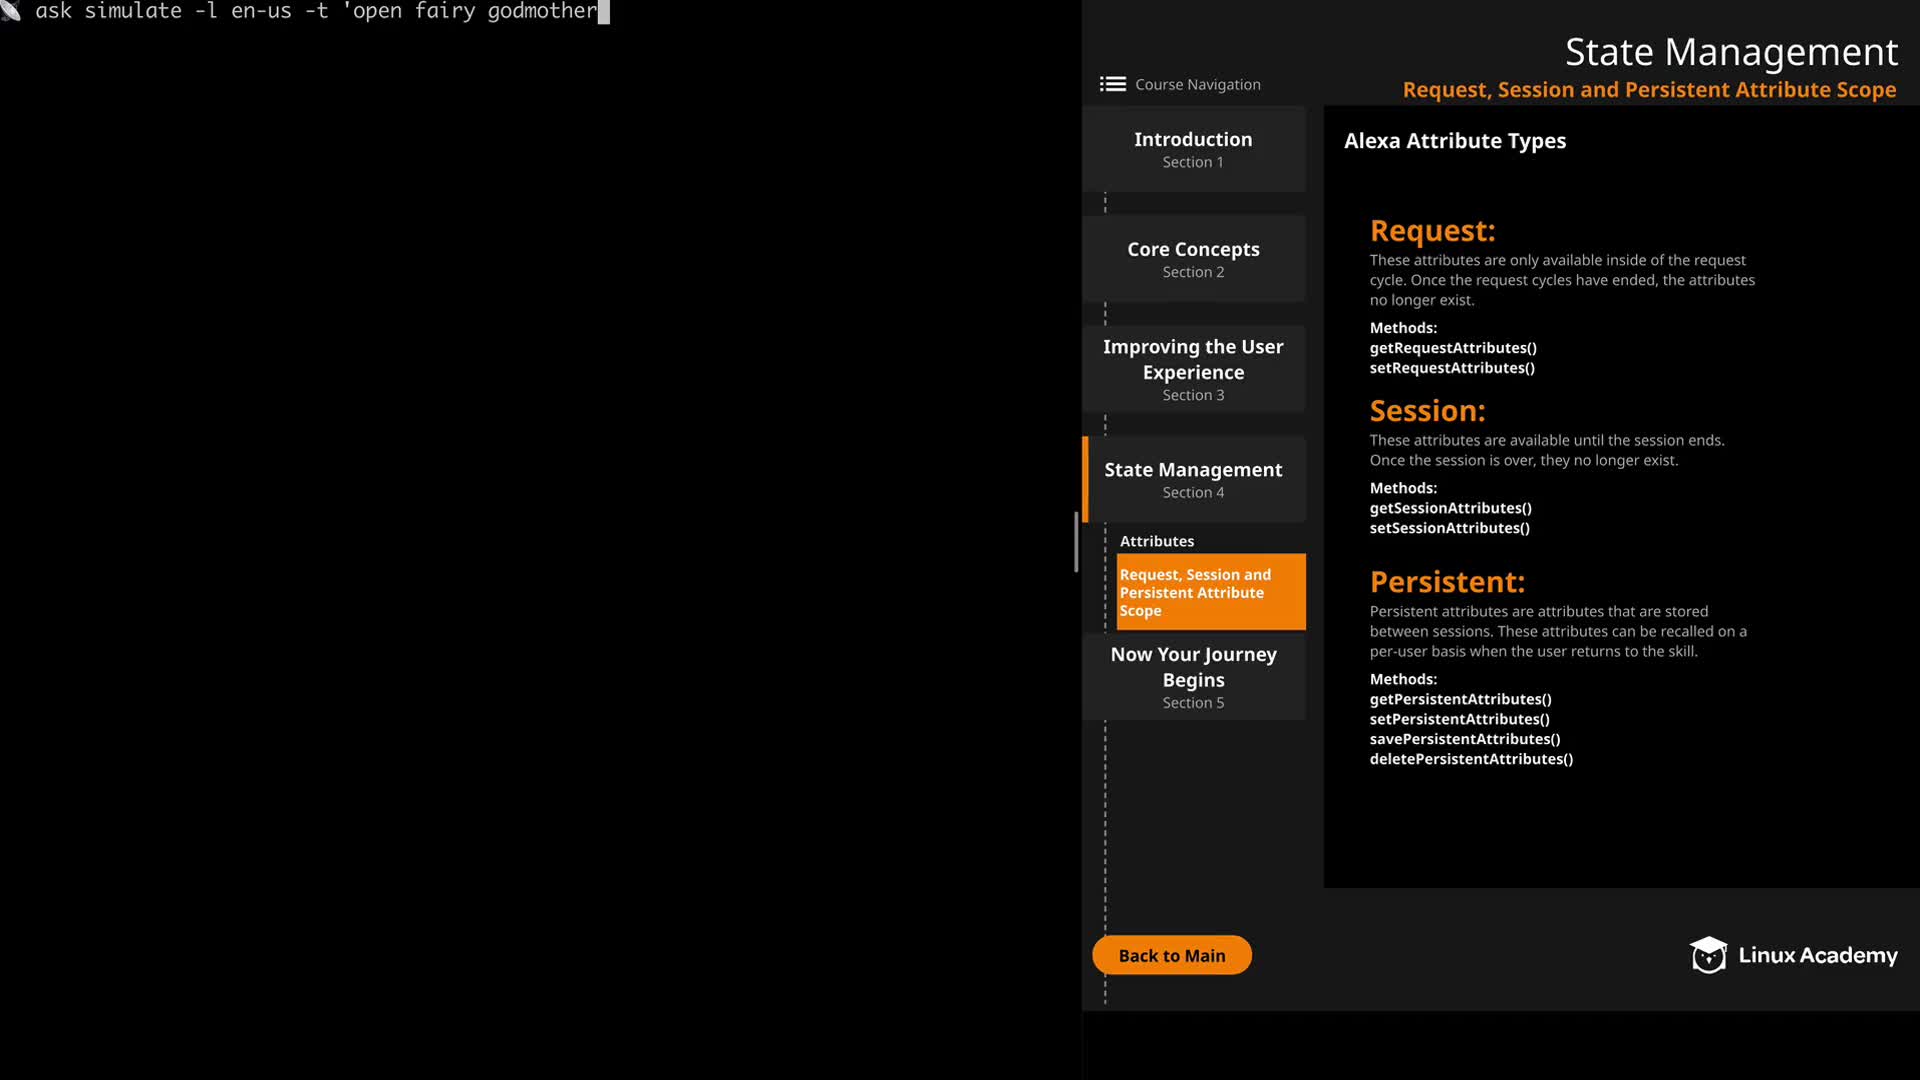 ask simulate -l en-us -t 'open fairy godmother
State Management
Request, Session and Persistent Attribute Scope
Course Navigation
Introduction
Section 1
Core Concepts
Section 2
Improving the User
Experience
Section 3
State Management
Section 4
Attributes
Request, Session and
Persistent Attribute
Scope
Now Your Journey
Begins
Section 5
Back to Main
Alexa Attribute Types
Request:
These attributes are only available inside of the request
cycle. Once the request cycles have ended, the attributes
no longer exist.
Methods:
getRequestAttributes()
setRequestAttributes()
Session:
These attributes are available until the session ends.
Once the session is over, they no longer exist.
Methods:
getSessionAttributes()
setSessionAttributes()
Persistent:
Persistent attributes are attributes that are stored
between sessions. These attributes can be recalled on a
per-user basis when the user returns to the skill.
Methods:
getPersistentAttributes()
setPersistentAttributes()
savePersistentAttributes()
deletePersistentAttributes()
Linux Academy